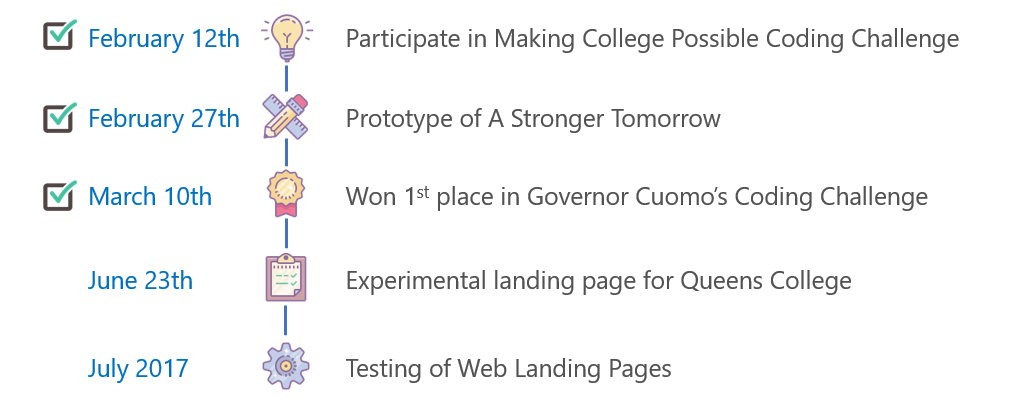 February 12th Participate in Making College Possible Coding Challenge
February 27th Prototype of A Stronger Tomorrow
March 10th Won 1st place in Governor Cuomo’s Coding Challenge
June 23th Experimental landing page for Queens College
July 2017 Testing of Web Landing Pages